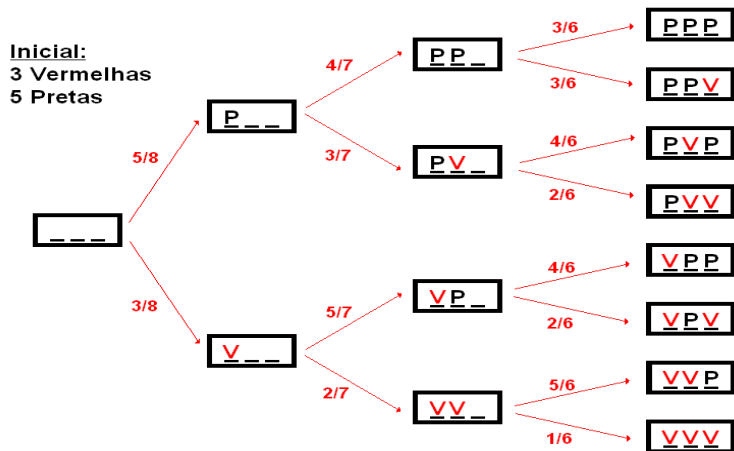 Inicial:
3 Vermelhas
5 Pretas
_ _ _
5/8
3/8
P _ _
V _ _
4/7
3/7
5/7
2/7
P P _
P V _
V P _
V V _
3/6
3/6
4/6
2/6
4/6
2/6
5/6
1/6
P P P
P P V
P V P
P V V
V P P
V P V
V V P
V V V